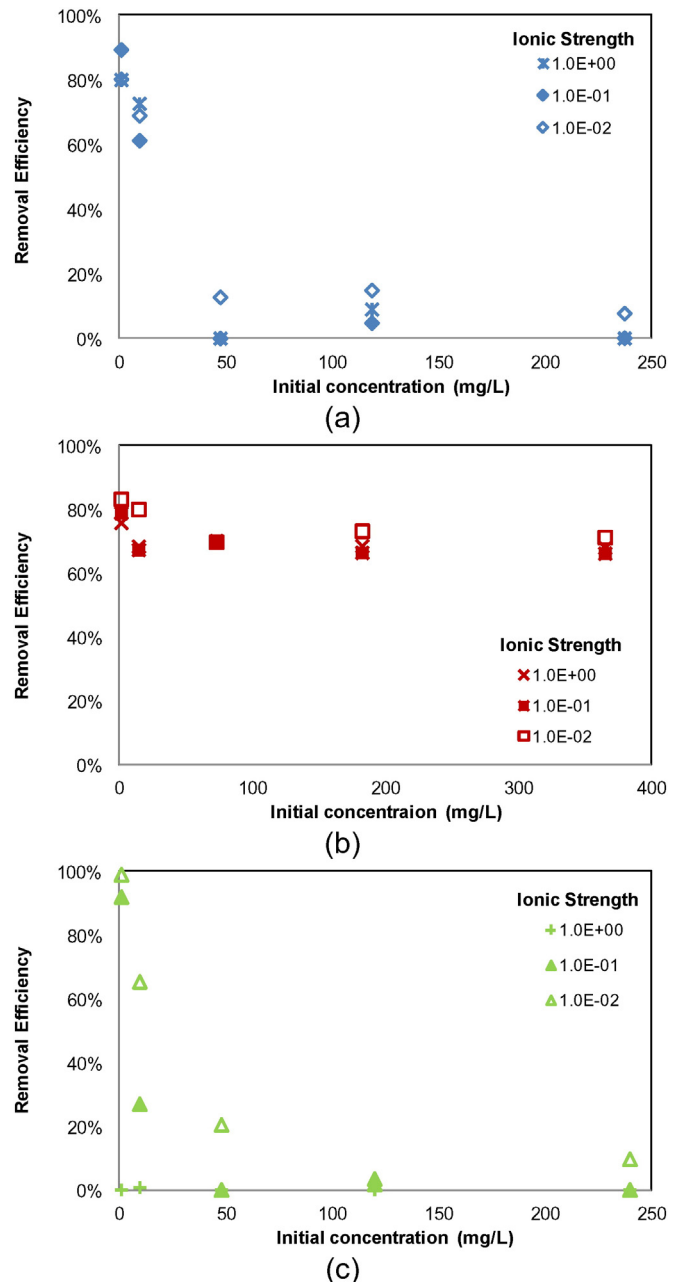 100%
Ionic Strength
1.0E+00
80%
1.0E-01
1.0E-02
60%
Removal Efficiency
40%
20%
0%
0 50 100 150 200 250
Initial concentration (mg/L)
(a)
100%
80%
60%
Removal Efficiency
Ionic Strength
40%
1.0E+00
1.0E-01
20%
1.0E-02
0%
0 100 200 300 400
Initial concentraion (mg/L)
(b)
100%
Ionic Strength
1.0E+00
80%
1.0E-01
1.0E-02
60%
Removal Efficiency
40%
20%
0%
0 50 100 150 200 250
Initial concentration (mg/L)
(c)